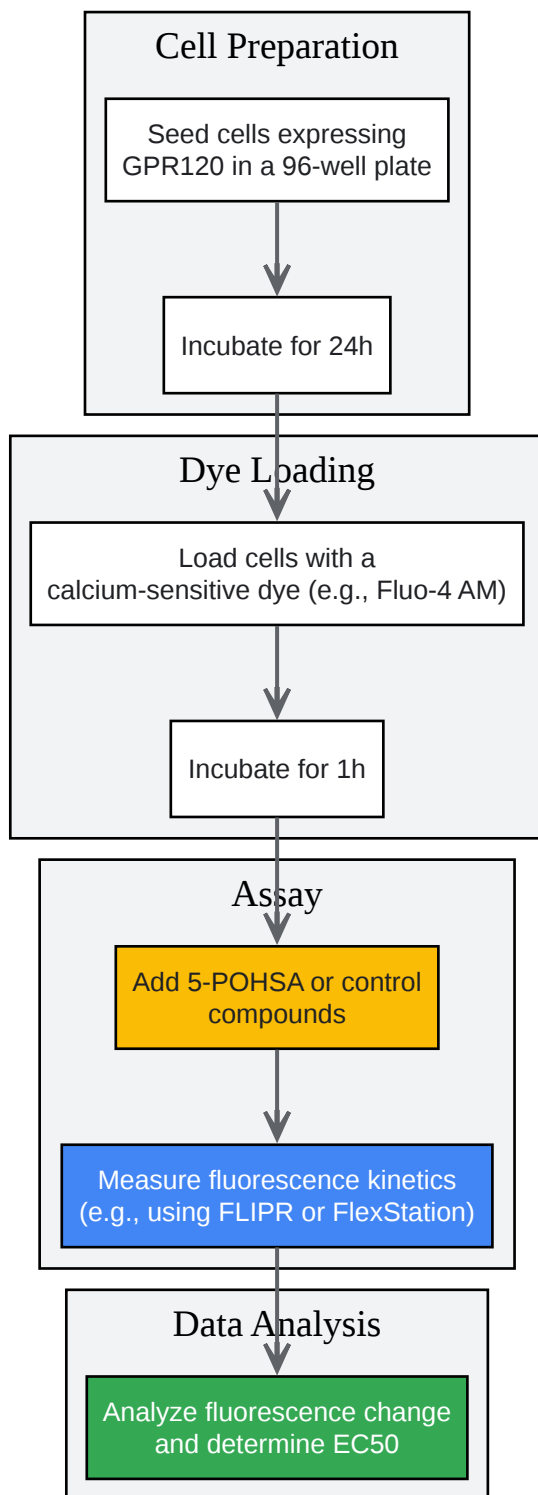 Cell Preparation
Seed cells expressing
GPR120 in a 96-well plate
Incubate for 24h
Dye Loading
Load cells with a
calcium-sensitive dye (e.g., Fluo-4 AM)
Incubate for 1h
Assay
Add 5-POHSA or control
compounds
Measure fluorescence kinetics
(e.g., using FLIPR or FlexStation)
Data Analysis
Analyze fluorescence change
and determine EC50